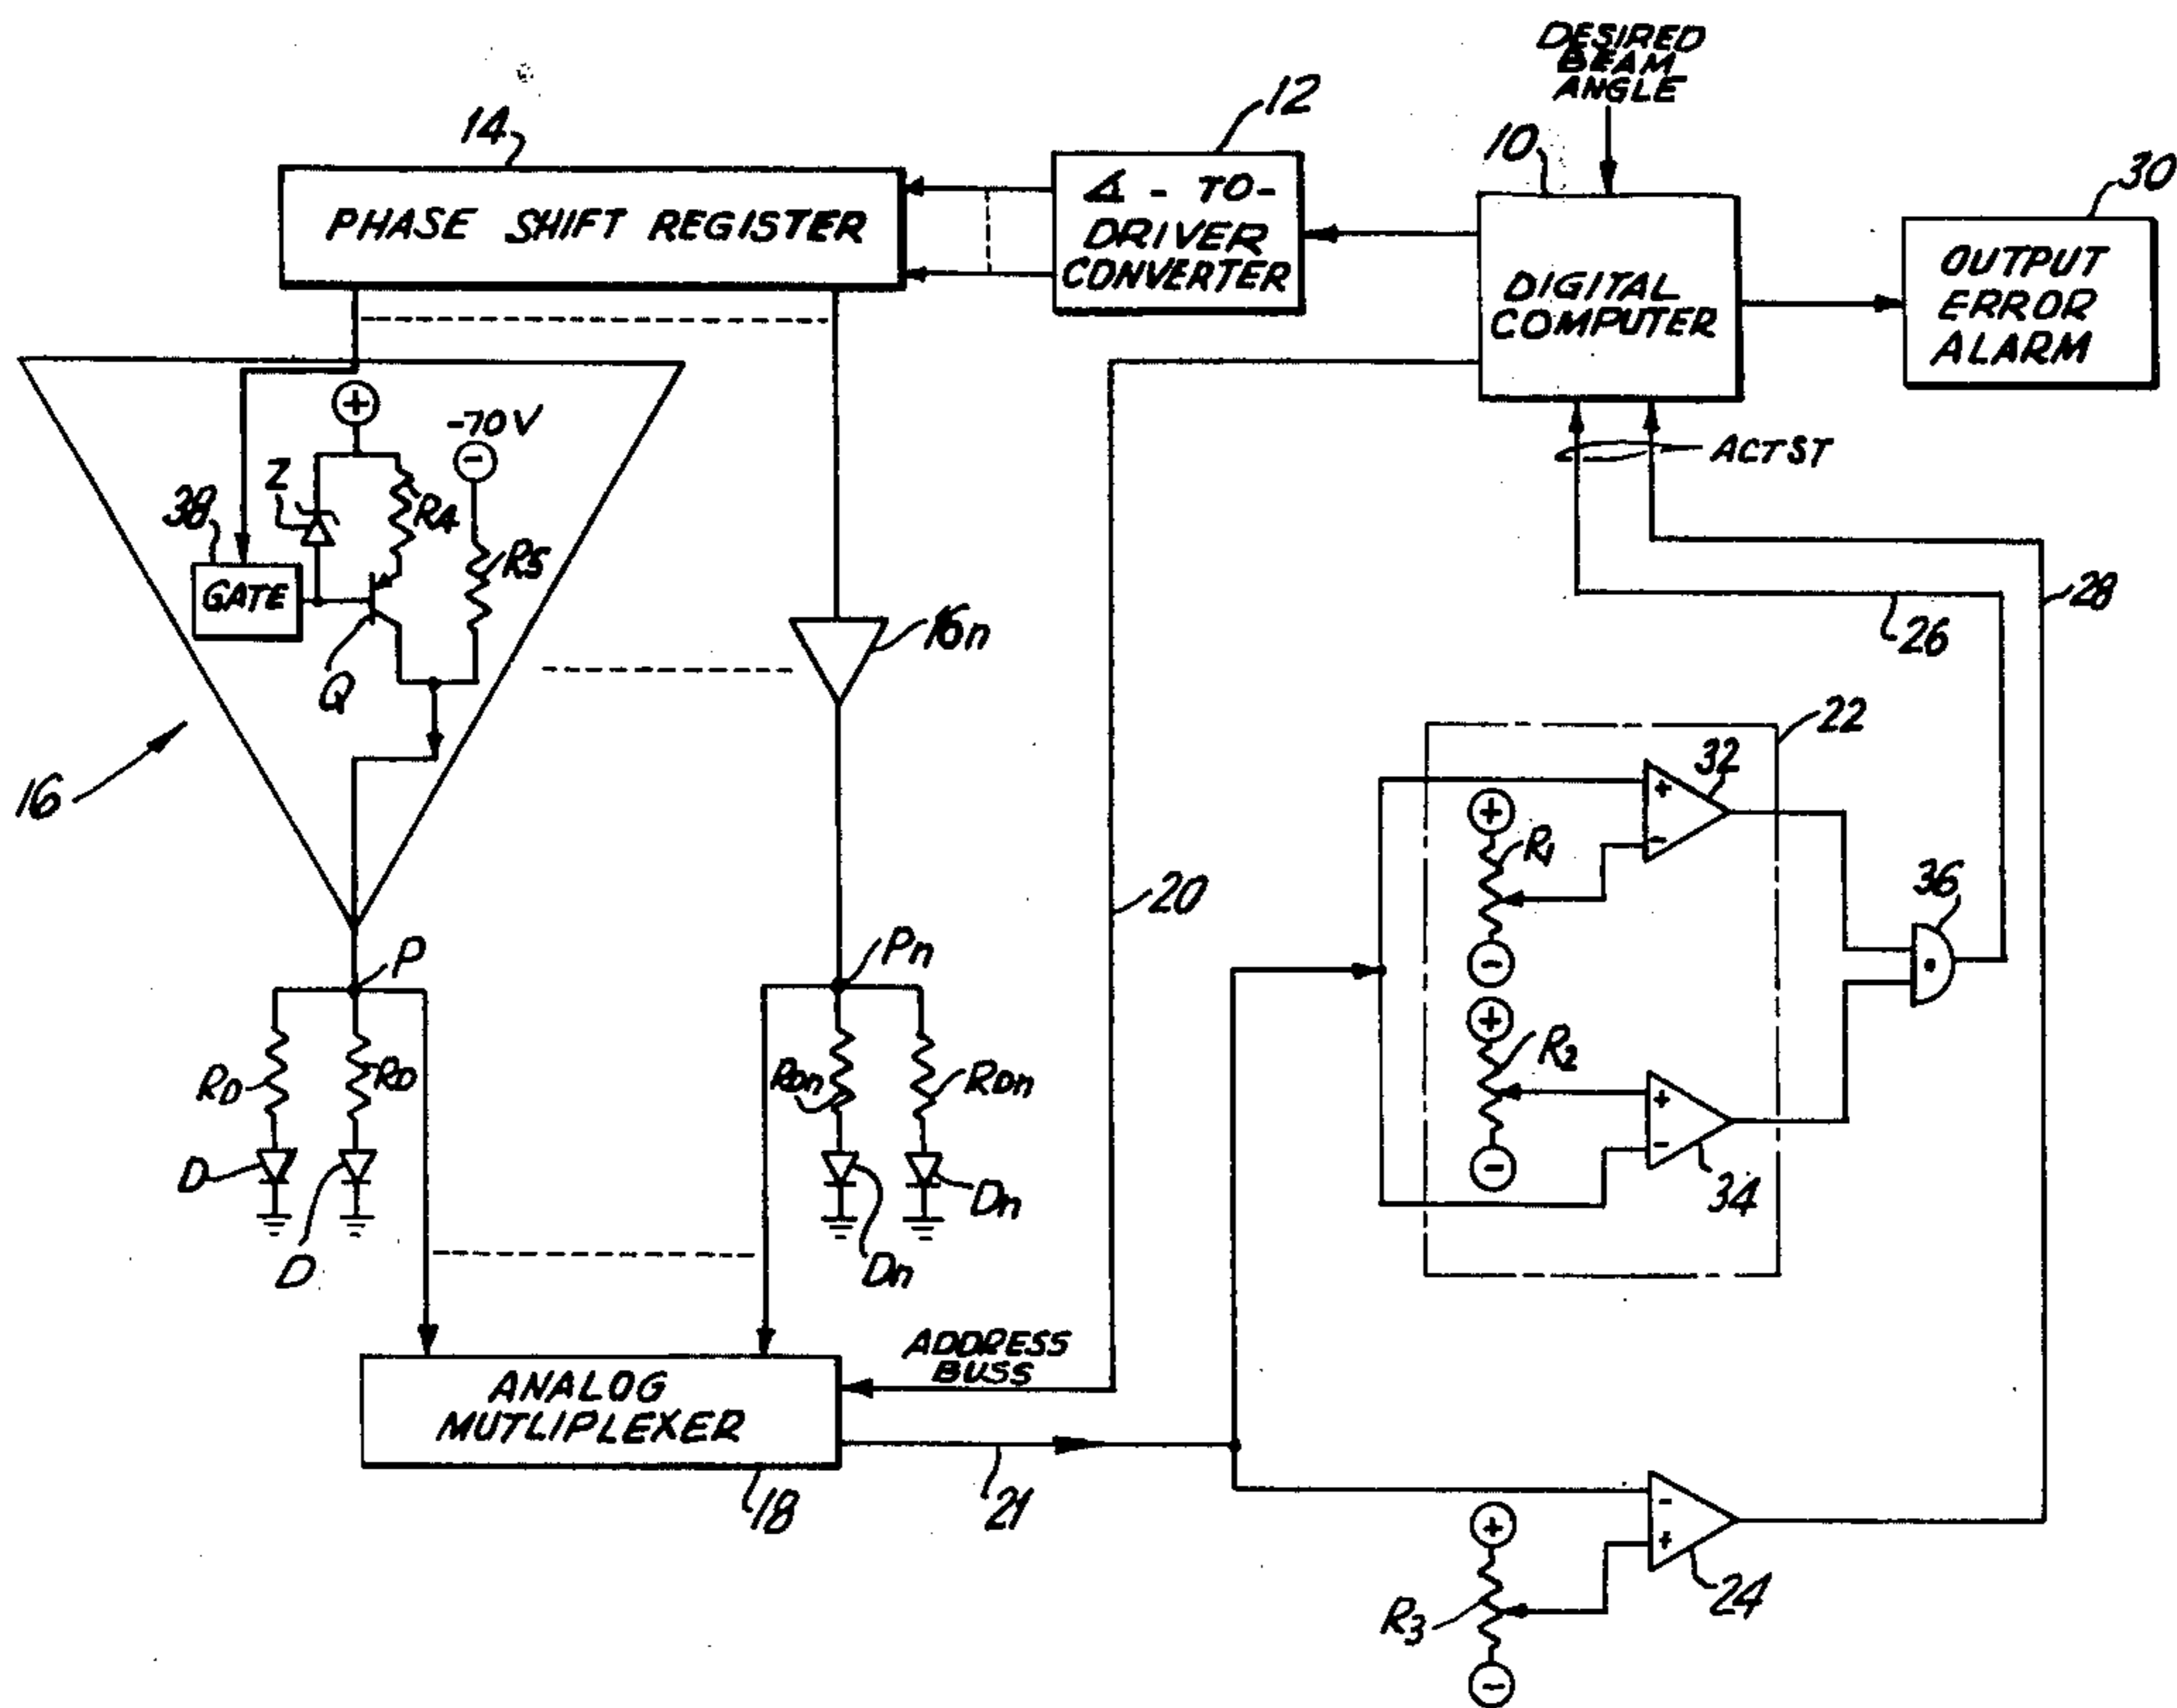 DESIRED
BEAM
ANGLE
14
12
10
30
PHASE SHIFT REGISTER
Δ - TO-
DRIVER
CONVERTER
DIGITAL
COMPUTER
OUTPUT
ERROR
ALARM
+
-70V
-
ACTST
Z
RA
38
RS
GATE
Q
16n
28
26
22
16
32
+
-
+
R1
20
36
-
P
Pn
+
R2
RD
RD
RDn
RDn
+
-
-
34
D
D
Dn
Dn
ADDRESS
BUSS
ANALOG
MUTLIPLEXER
18
21
-
+
+
24
R3
-